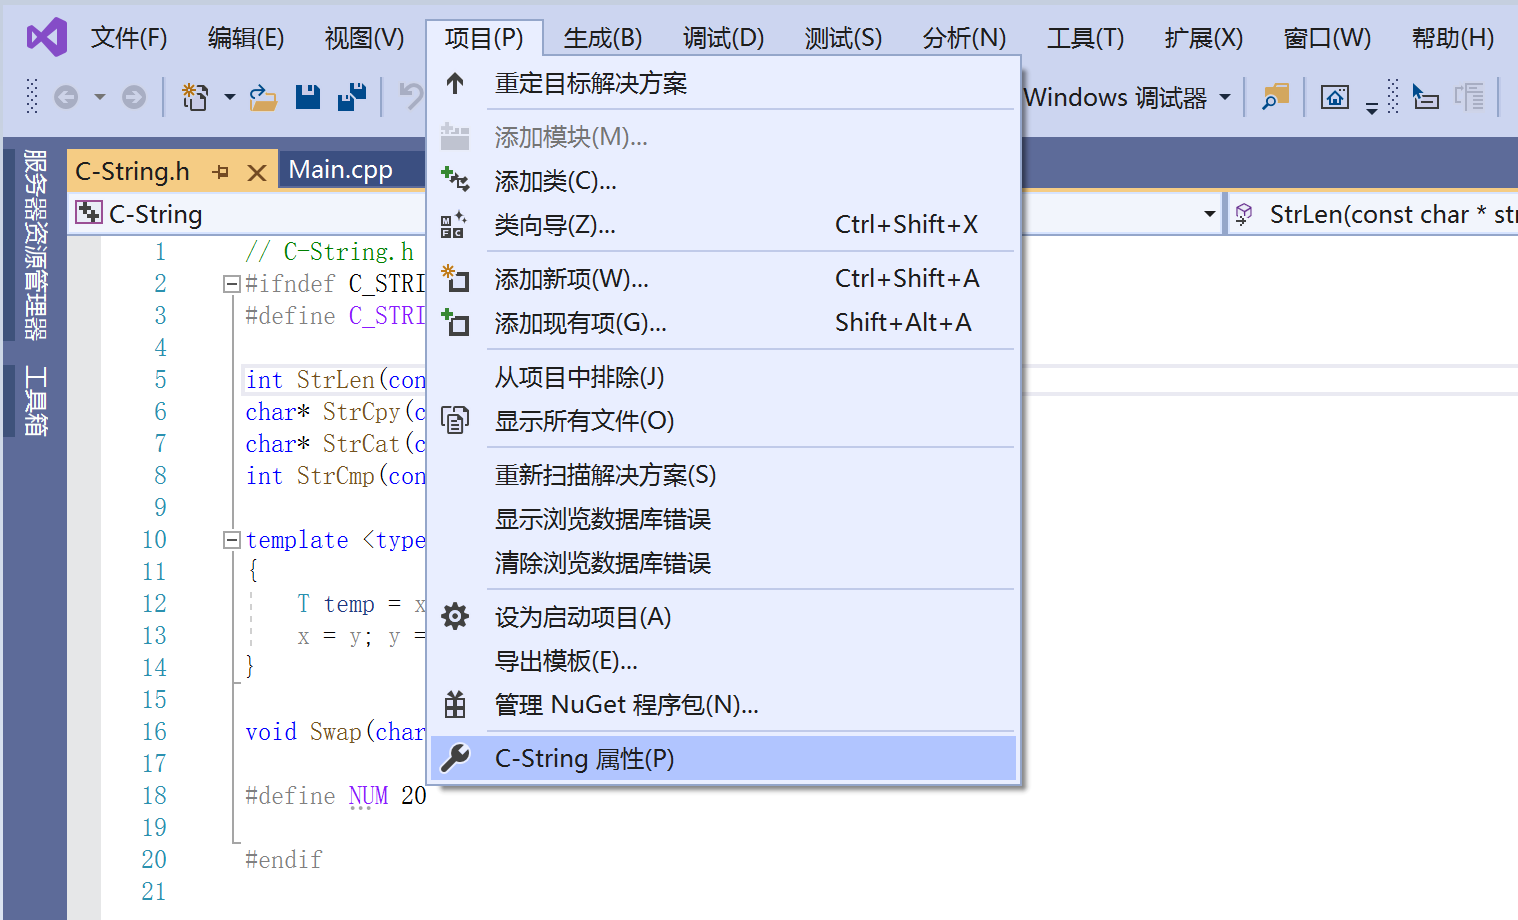 文件(F) 编辑(E) 视图(V) 项目(P) 生成(B) 调试(D) 测试(S) 分析(N) 工具(T) 扩展(X) 窗口(W) 帮助(H)
Windows 调试器
服务器资源管理器
工具箱
C-String.h Main.cpp
C-String
StrLen(const char * str
重定目标解决方案
添加模块(M)...
添加类(C)...
类向导(Z)... Ctrl+Shift+X
添加新项(W)... Ctrl+Shift+A
添加现有项(G)... Shift+Alt+A
从项目中排除(J)
显示所有文件(O)
重新扫描解决方案(S)
显示浏览数据库错误
清除浏览数据库错误
设为启动项目(A)
导出模板(E)...
管理 NuGet 程序包(N)...
C-String 属性(P)
1 // C-String.h
2 #ifndef C_STRI
3 #define C_STRI
4
5 int StrLen(con
6 char* StrCpy(c
7 char* StrCat(c
8 int StrCmp(con
9
10 template <type
11 {
12 T temp = x
13 x = y; y =
14 }
15
16 void Swap(char
17
18 #define NUM 20
19
20 #endif
21